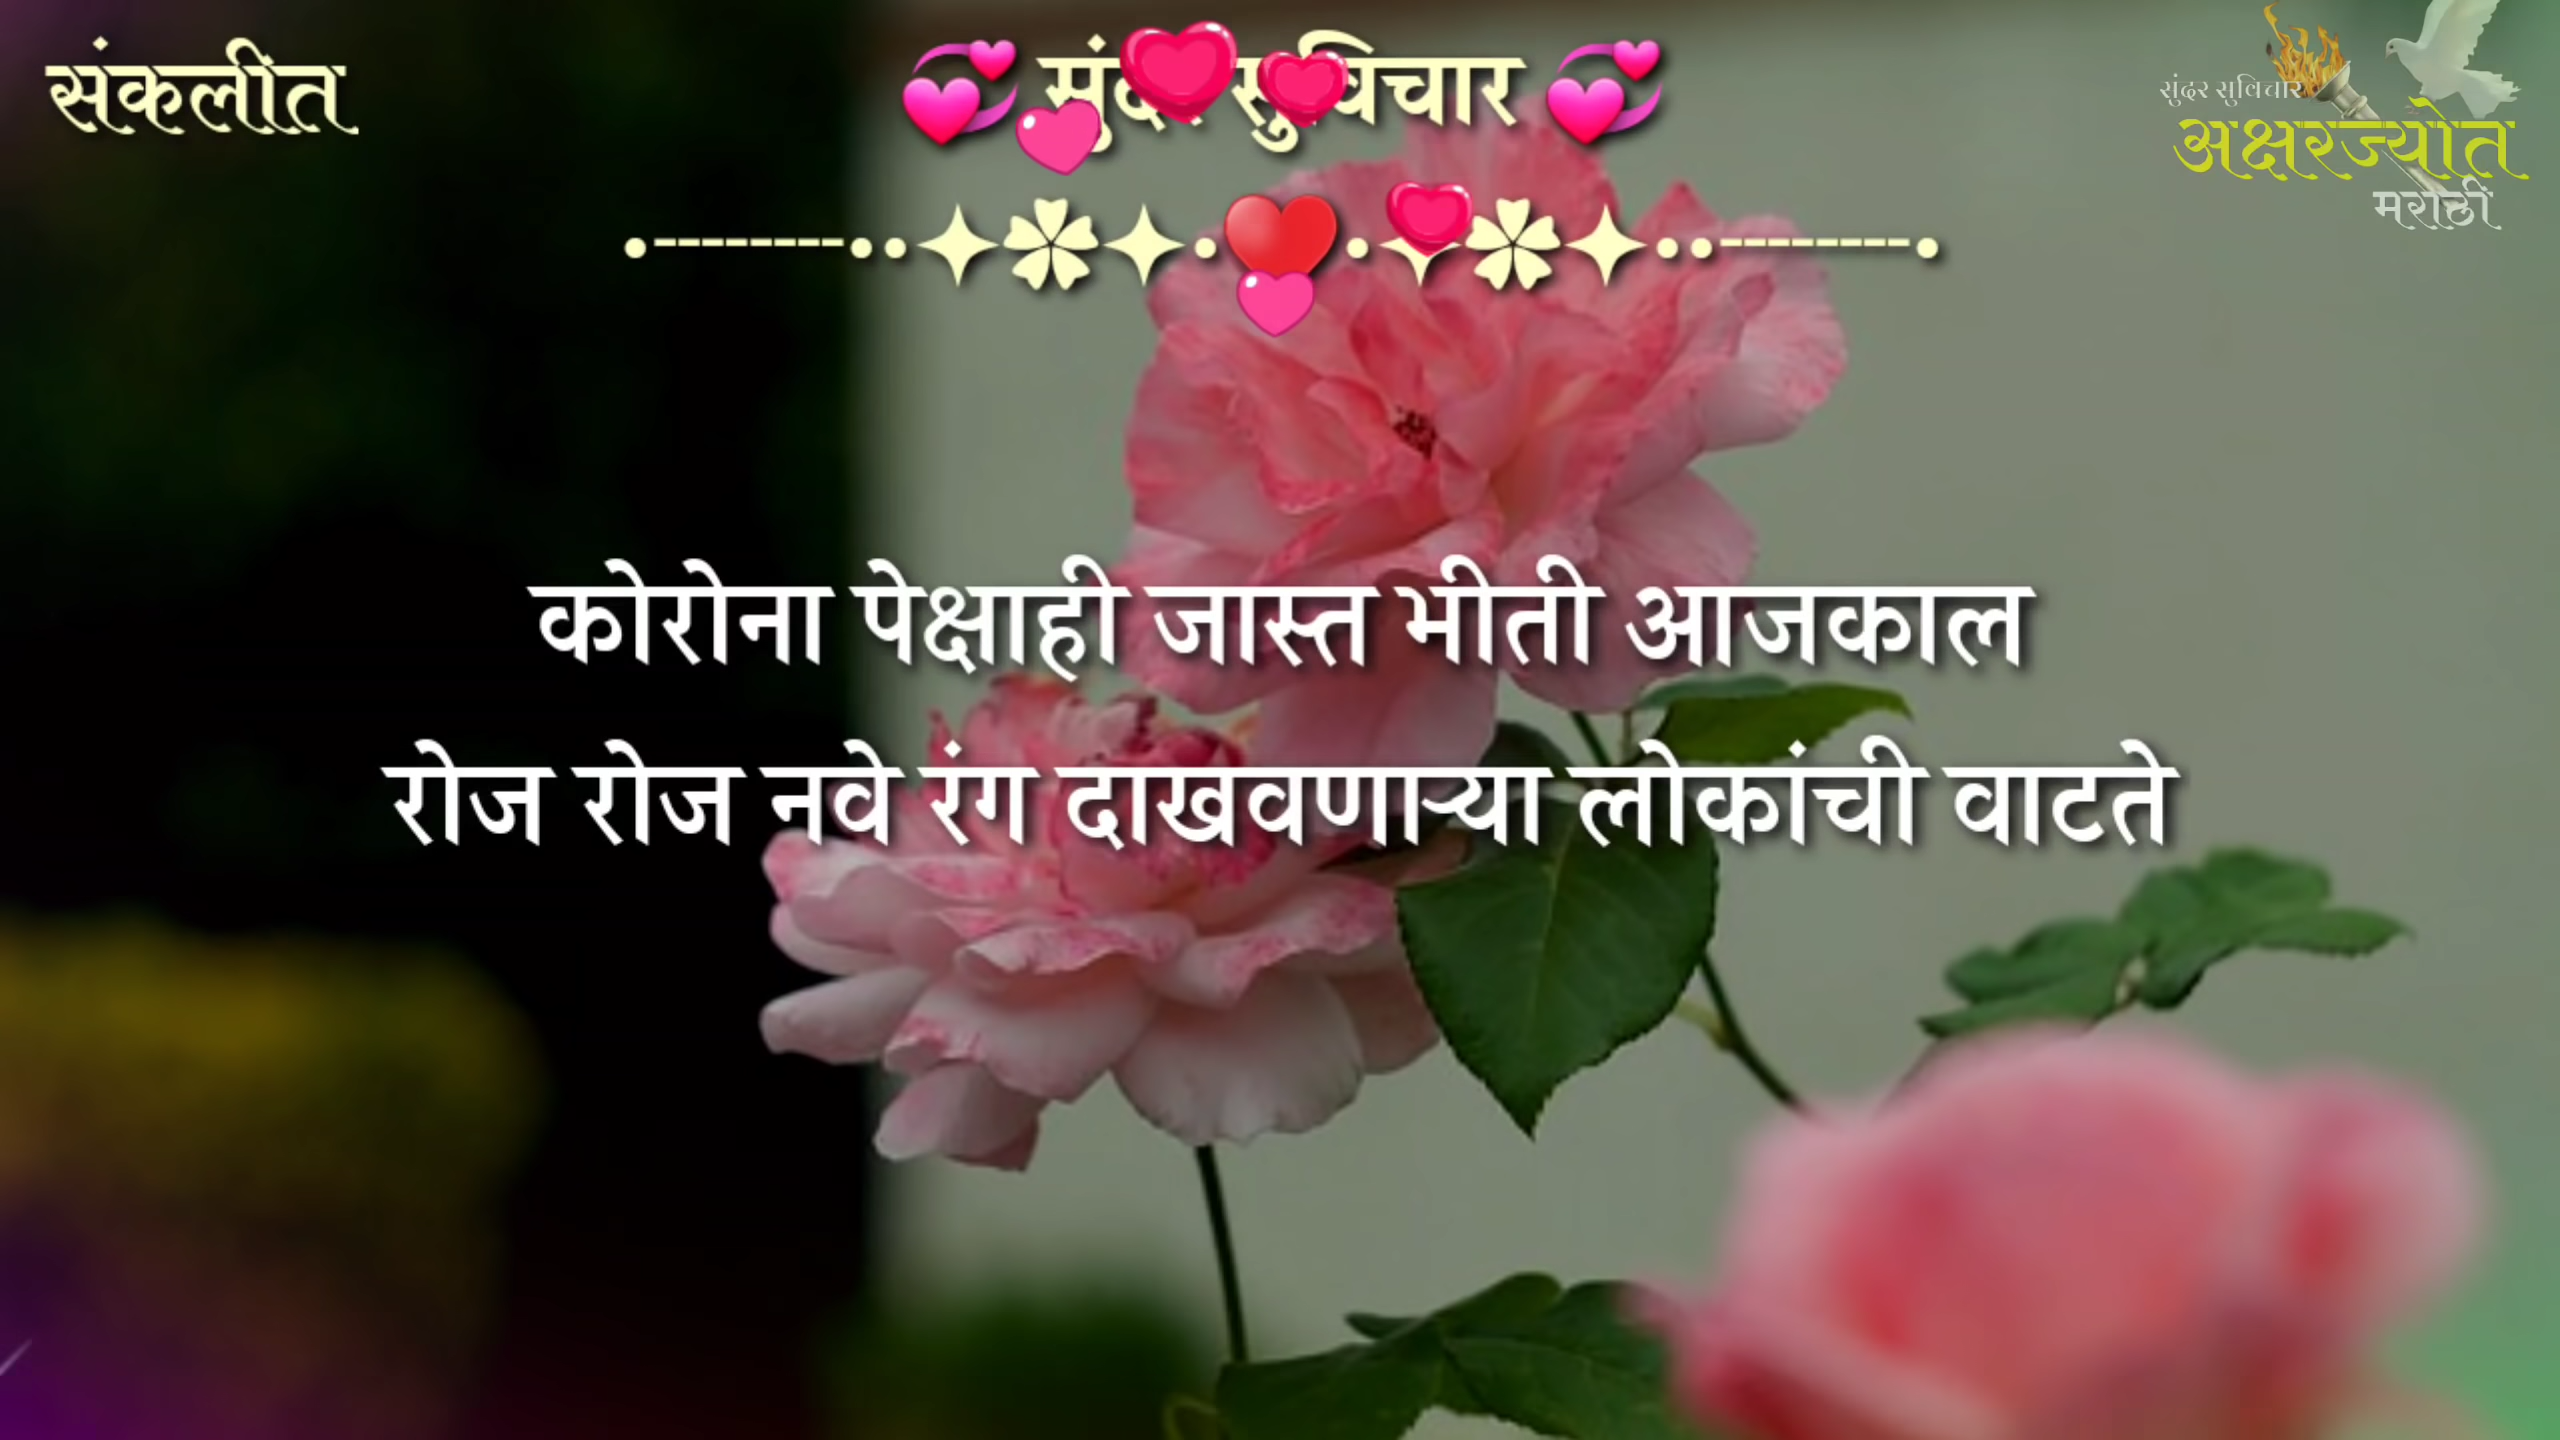 संकलीत
💞 सुंदर सुविचार 💞
सुंदर सुविचार
अक्षरज्योत
मराठी
कोरोना पेक्षाही जास्त भीती आजकाल
रोज रोज नवे रंग दाखवणाऱ्या लोकांची वाटते